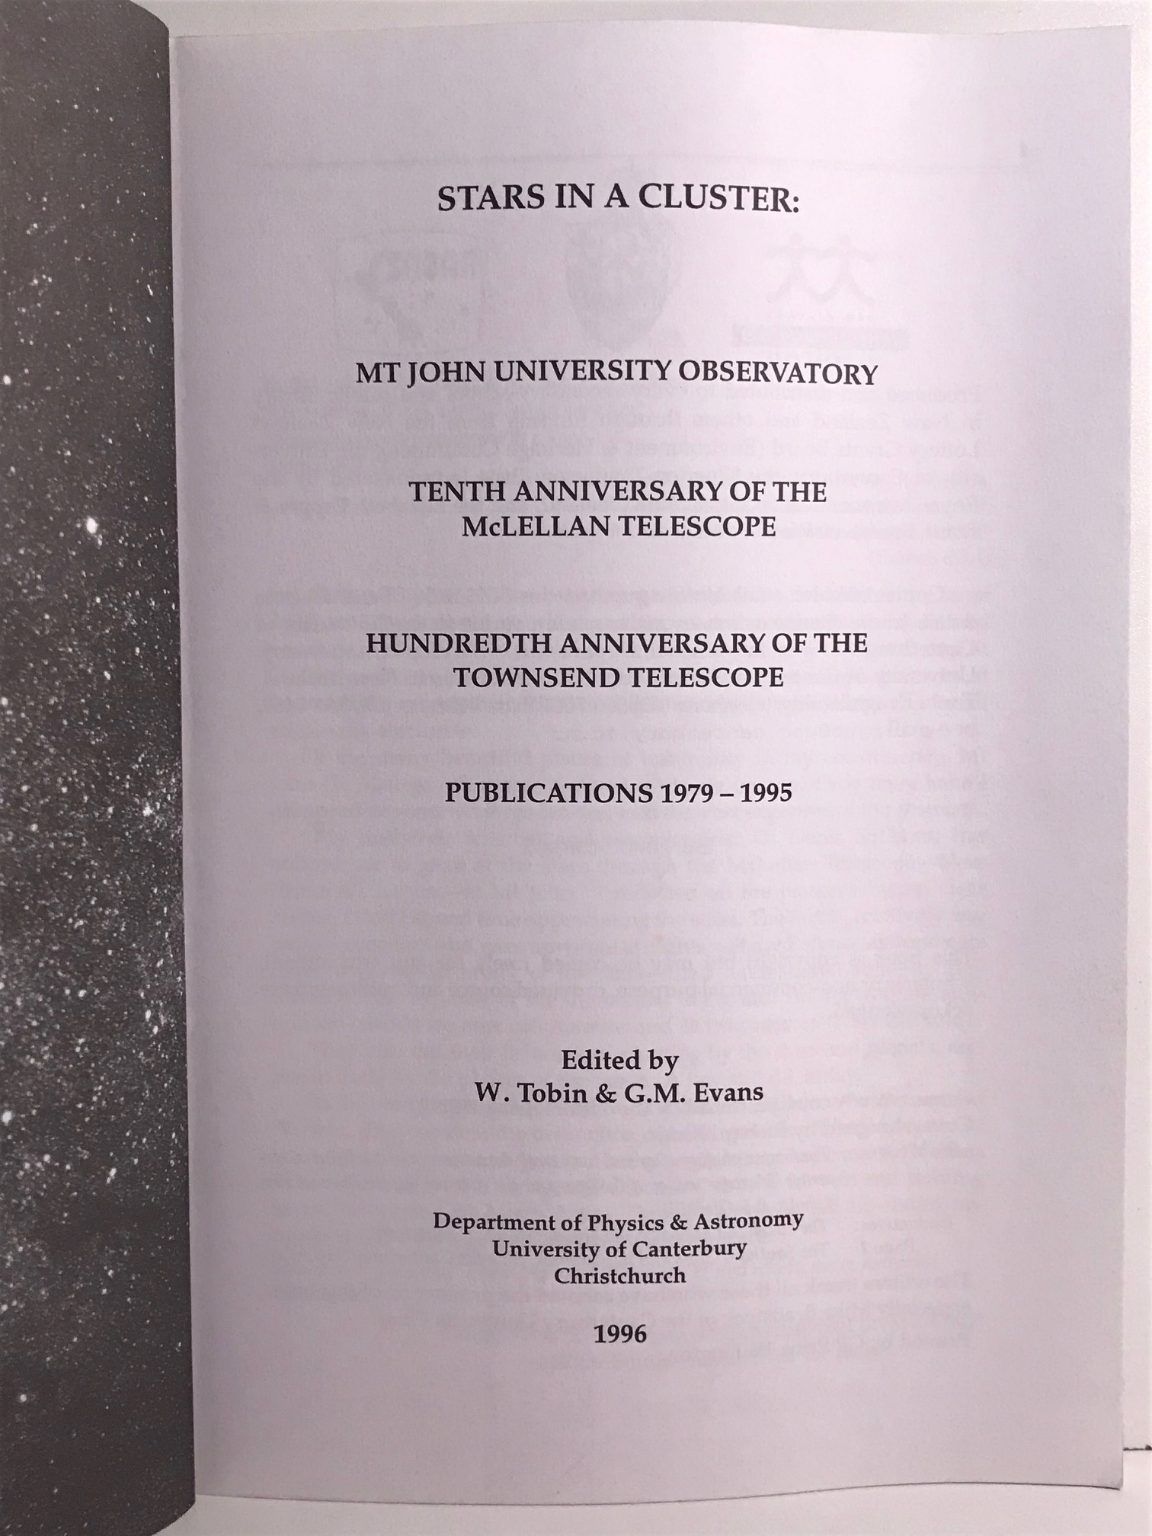 STARS IN A CLUSTER:
MT JOHN UNIVERSITY OBSERVATORY
TENTH ANNIVERSARY OF THE
McLELLAN TELESCOPE
HUNDREDTH ANNIVERSARY OF THE
TOWNSEND TELESCOPE
PUBLICATIONS 1979 – 1995
Edited by
W. Tobin & G.M. Evans
Department of Physics & Astronomy
University of Canterbury
Christchurch
1996